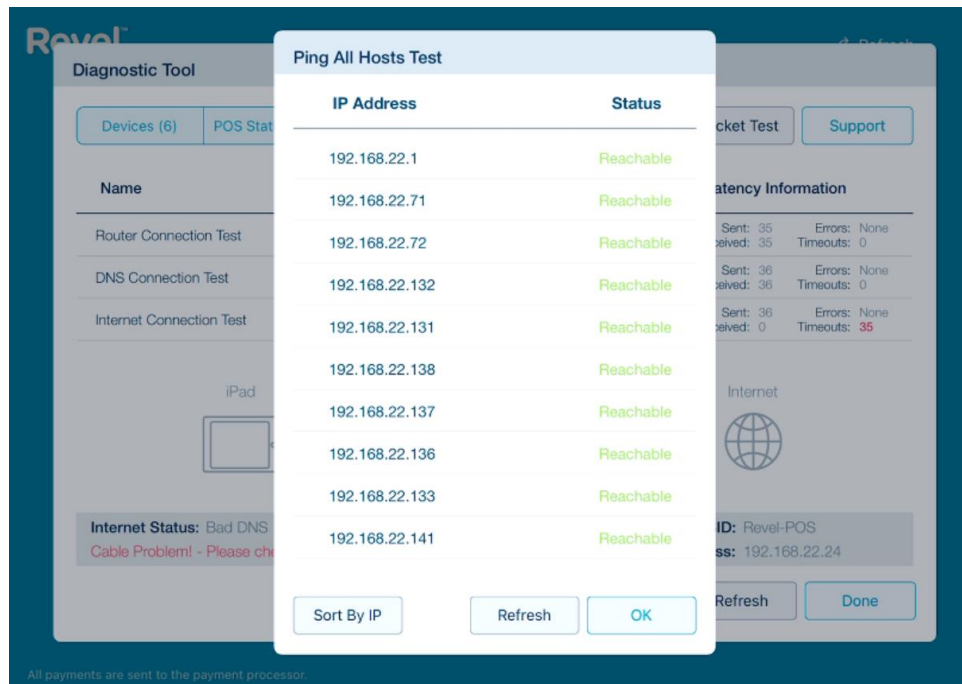 Revel
Refresh
Diagnostic Tool
Ping All Hosts Test
IP Address Status
Devices (6) POS Stat
cket Test Support
192.168.22.1 Reachable
Name
atency Information
192.168.22.71 Reachable
Router Connection Test
Sent: 35 Errors: None
ceived: 35 Timeouts: 0
192.168.22.72 Reachable
DNS Connection Test
Sent: 36 Errors: None
ceived: 36 Timeouts: 0
192.168.22.132 Reachable
Internet Connection Test
Sent: 36 Errors: None
ceived: 0 Timeouts: 35
192.168.22.131 Reachable
192.168.22.138 Reachable
iPad
Internet
192.168.22.137 Reachable
192.168.22.136 Reachable
192.168.22.133 Reachable
Internet Status: Bad DNS
ID: Revel-POS
192.168.22.141 Reachable
Cable Problem! - Please che
ss: 192.168.22.24
Sort By IP Refresh OK
Refresh Done
All payments are sent to the payment processor.